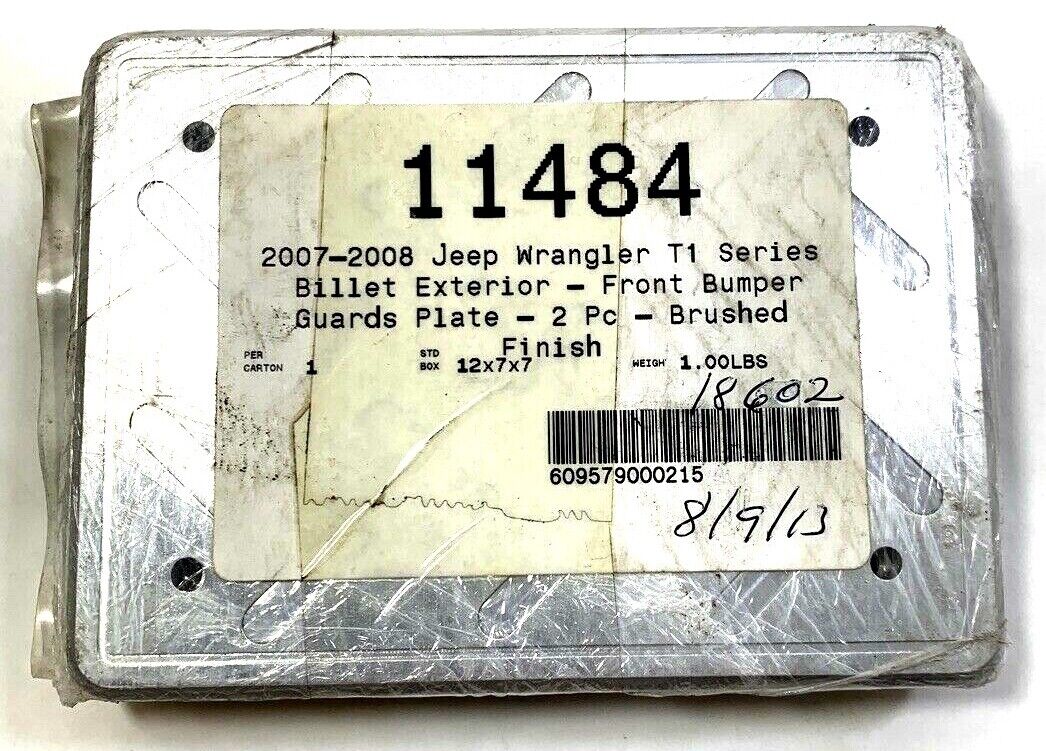 11484
2007-2008 Jeep Wrangler T1 Series
Billet Exterior - Front Bumper
Guards Plate - 2 Pc - Brushed
Finish
PER CARTON 1 STD BOX 12x7x7 WEIGH 1.00LBS
18602
609579000215
8/9/13